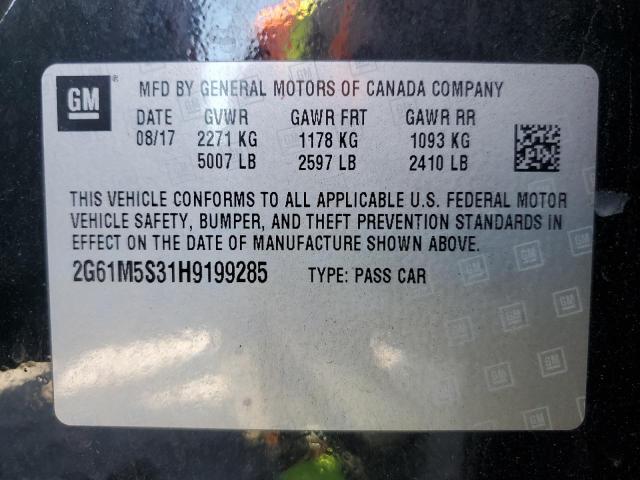 GM
®
MFD BY GENERAL MOTORS OF CANADA COMPANY
DATE GVWR GAWR FRT GAWR RR
08/17 2271 KG 1178 KG 1093 KG
5007 LB 2597 LB 2410 LB
THIS VEHICLE CONFORMS TO ALL APPLICABLE U.S. FEDERAL MOTOR
VEHICLE SAFETY, BUMPER, AND THEFT PREVENTION STANDARDS IN
EFFECT ON THE DATE OF MANUFACTURE SHOWN ABOVE.
2G61M5S31H9199285 TYPE: PASS CAR